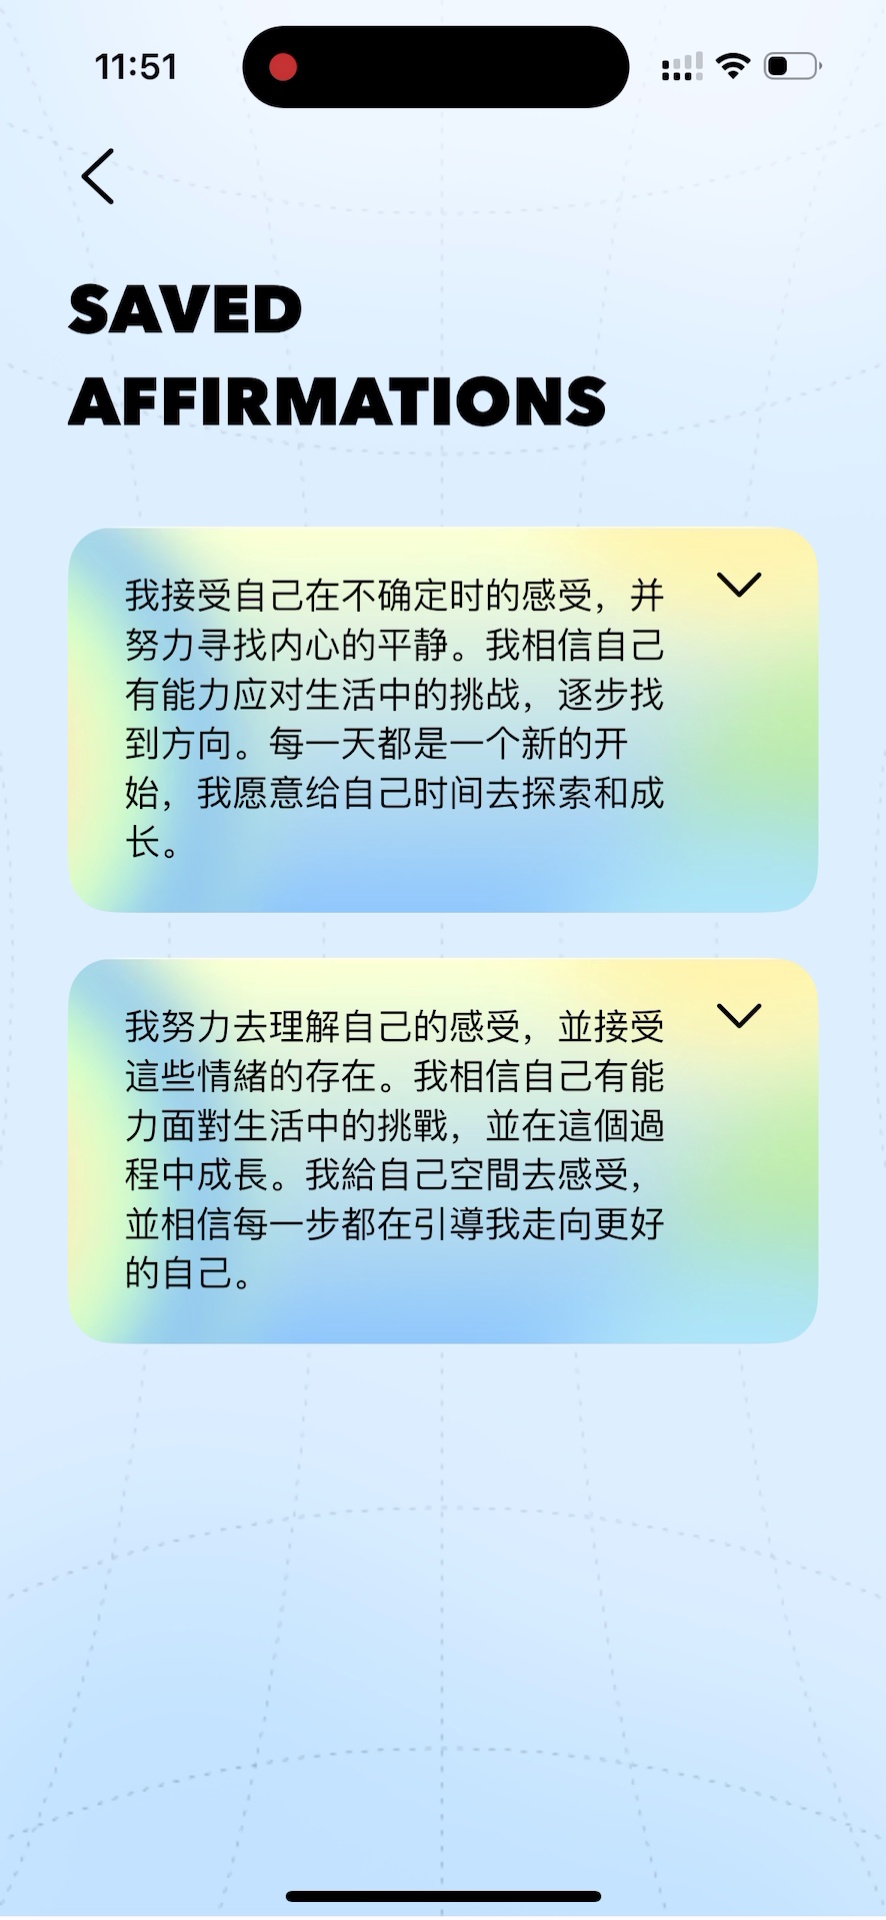 11:51
SAVED
AFFIRMATIONS
我接受自己在不确定时的感受，并
努力寻找内心的平静。我相信自己
有能力应对生活中的挑战，逐步找
到方向。每一天都是一个新的开
始，我愿意给自己时间去探索和成
长。
我努力去理解自己的感受，並接受
這些情緒的存在。我相信自己有能
力面對生活中的挑戰，並在這個過
程中成長。我給自己空間去感受，
並相信每一步都在引導我走向更好
的自己。